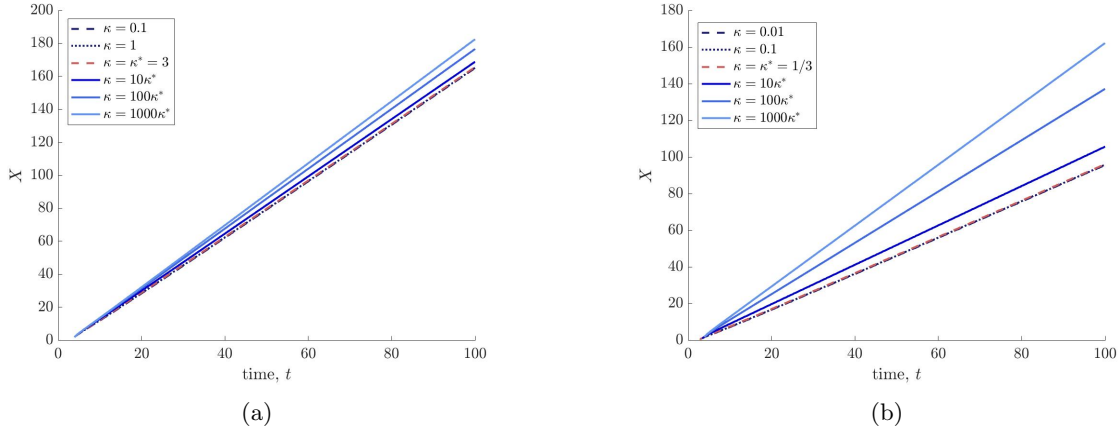 200
180
160
140
120
100
80
60
40
20
0
X
κ = 0.1
κ = 1
κ = κ* = 3
κ = 10κ*
κ = 100κ*
κ = 1000κ*
0 20 40 60 80 100
time, t
(a)
180
160
140
120
100
80
60
40
20
0
X
κ = 0.01
κ = 0.1
κ = κ* = 1/3
κ = 10κ*
κ = 100κ*
κ = 1000κ*
0 20 40 60 80 100
time, t
(b)